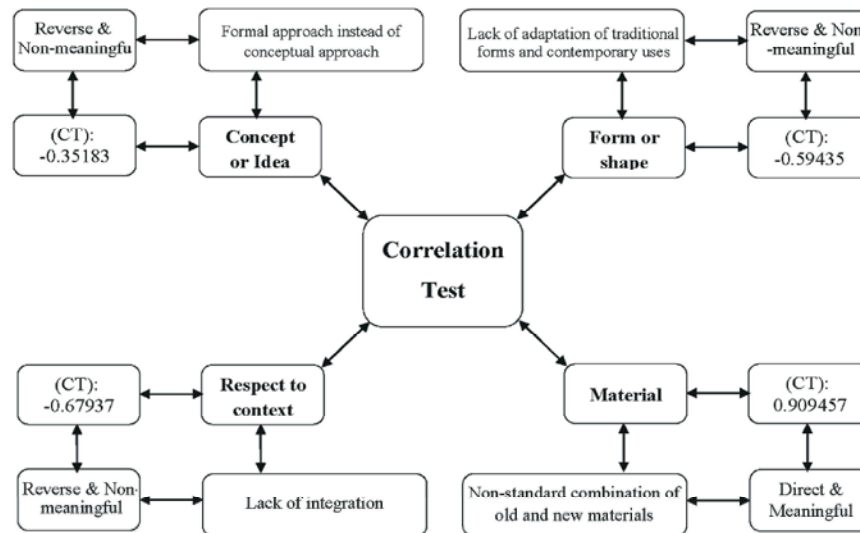 Reverse &
Non-meaningfu
Formal approach instead of
conceptual approach
Lack of adaptation of traditional
forms and contemporary uses
Reverse & Non
-meaningful
(CT):
-0.35183
Concept
or Idea
Form or
shape
(CT):
-0.59435
Correlation
Test
(CT):
-0.67937
Respect to
context
Material
(CT):
0.909457
Reverse & Non-
meaningful
Lack of integration
Non-standard combination of
old and new materials
Direct &
Meaningful